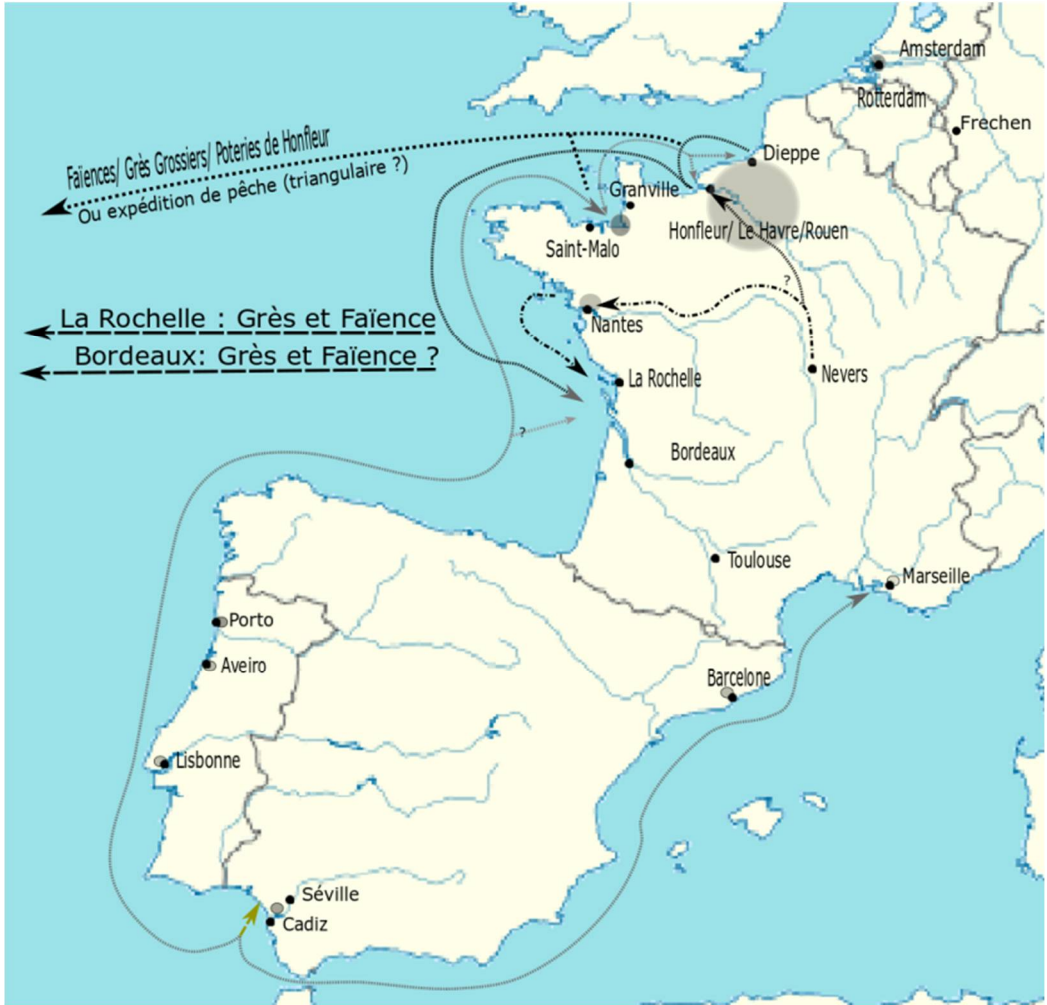 Amsterdam
Rotterdam
Frechen
Faïences/ Grès Grossiers/ Poteries de Honfleur
Ou expédition de pêche (triangulaire ?)
Dieppe
Granville
Honfleur/ Le Havre/Rouen
Saint-Malo
?
La Rochelle : Grès et Faïence
Nantes
Bordeaux: Grès et Faïence ?
La Rochelle
Nevers
?
Bordeaux
Toulouse
Marseille
Porto
Aveiro
Barcelone
Lisbonne
Séville
Cadiz